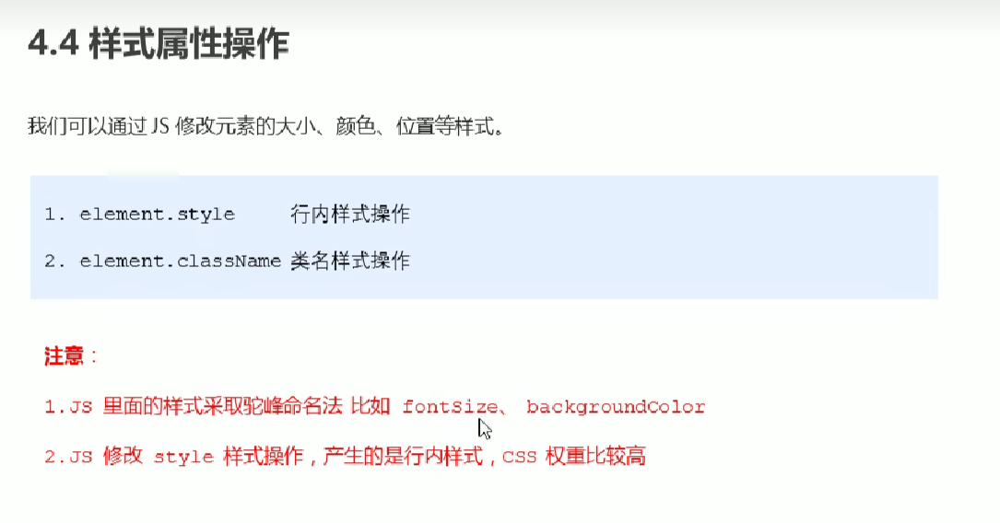 4.4 样式属性操作
我们可以通过 JS 修改元素的大小、颜色、位置等样式。
1. element.style 行内样式操作
2. element.className 类名样式操作
注意：
1.JS 里面的样式采取驼峰命名法 比如 fontSize、 backgroundColor
2.JS 修改 style 样式操作，产生的是行内样式，CSS 权重比较高